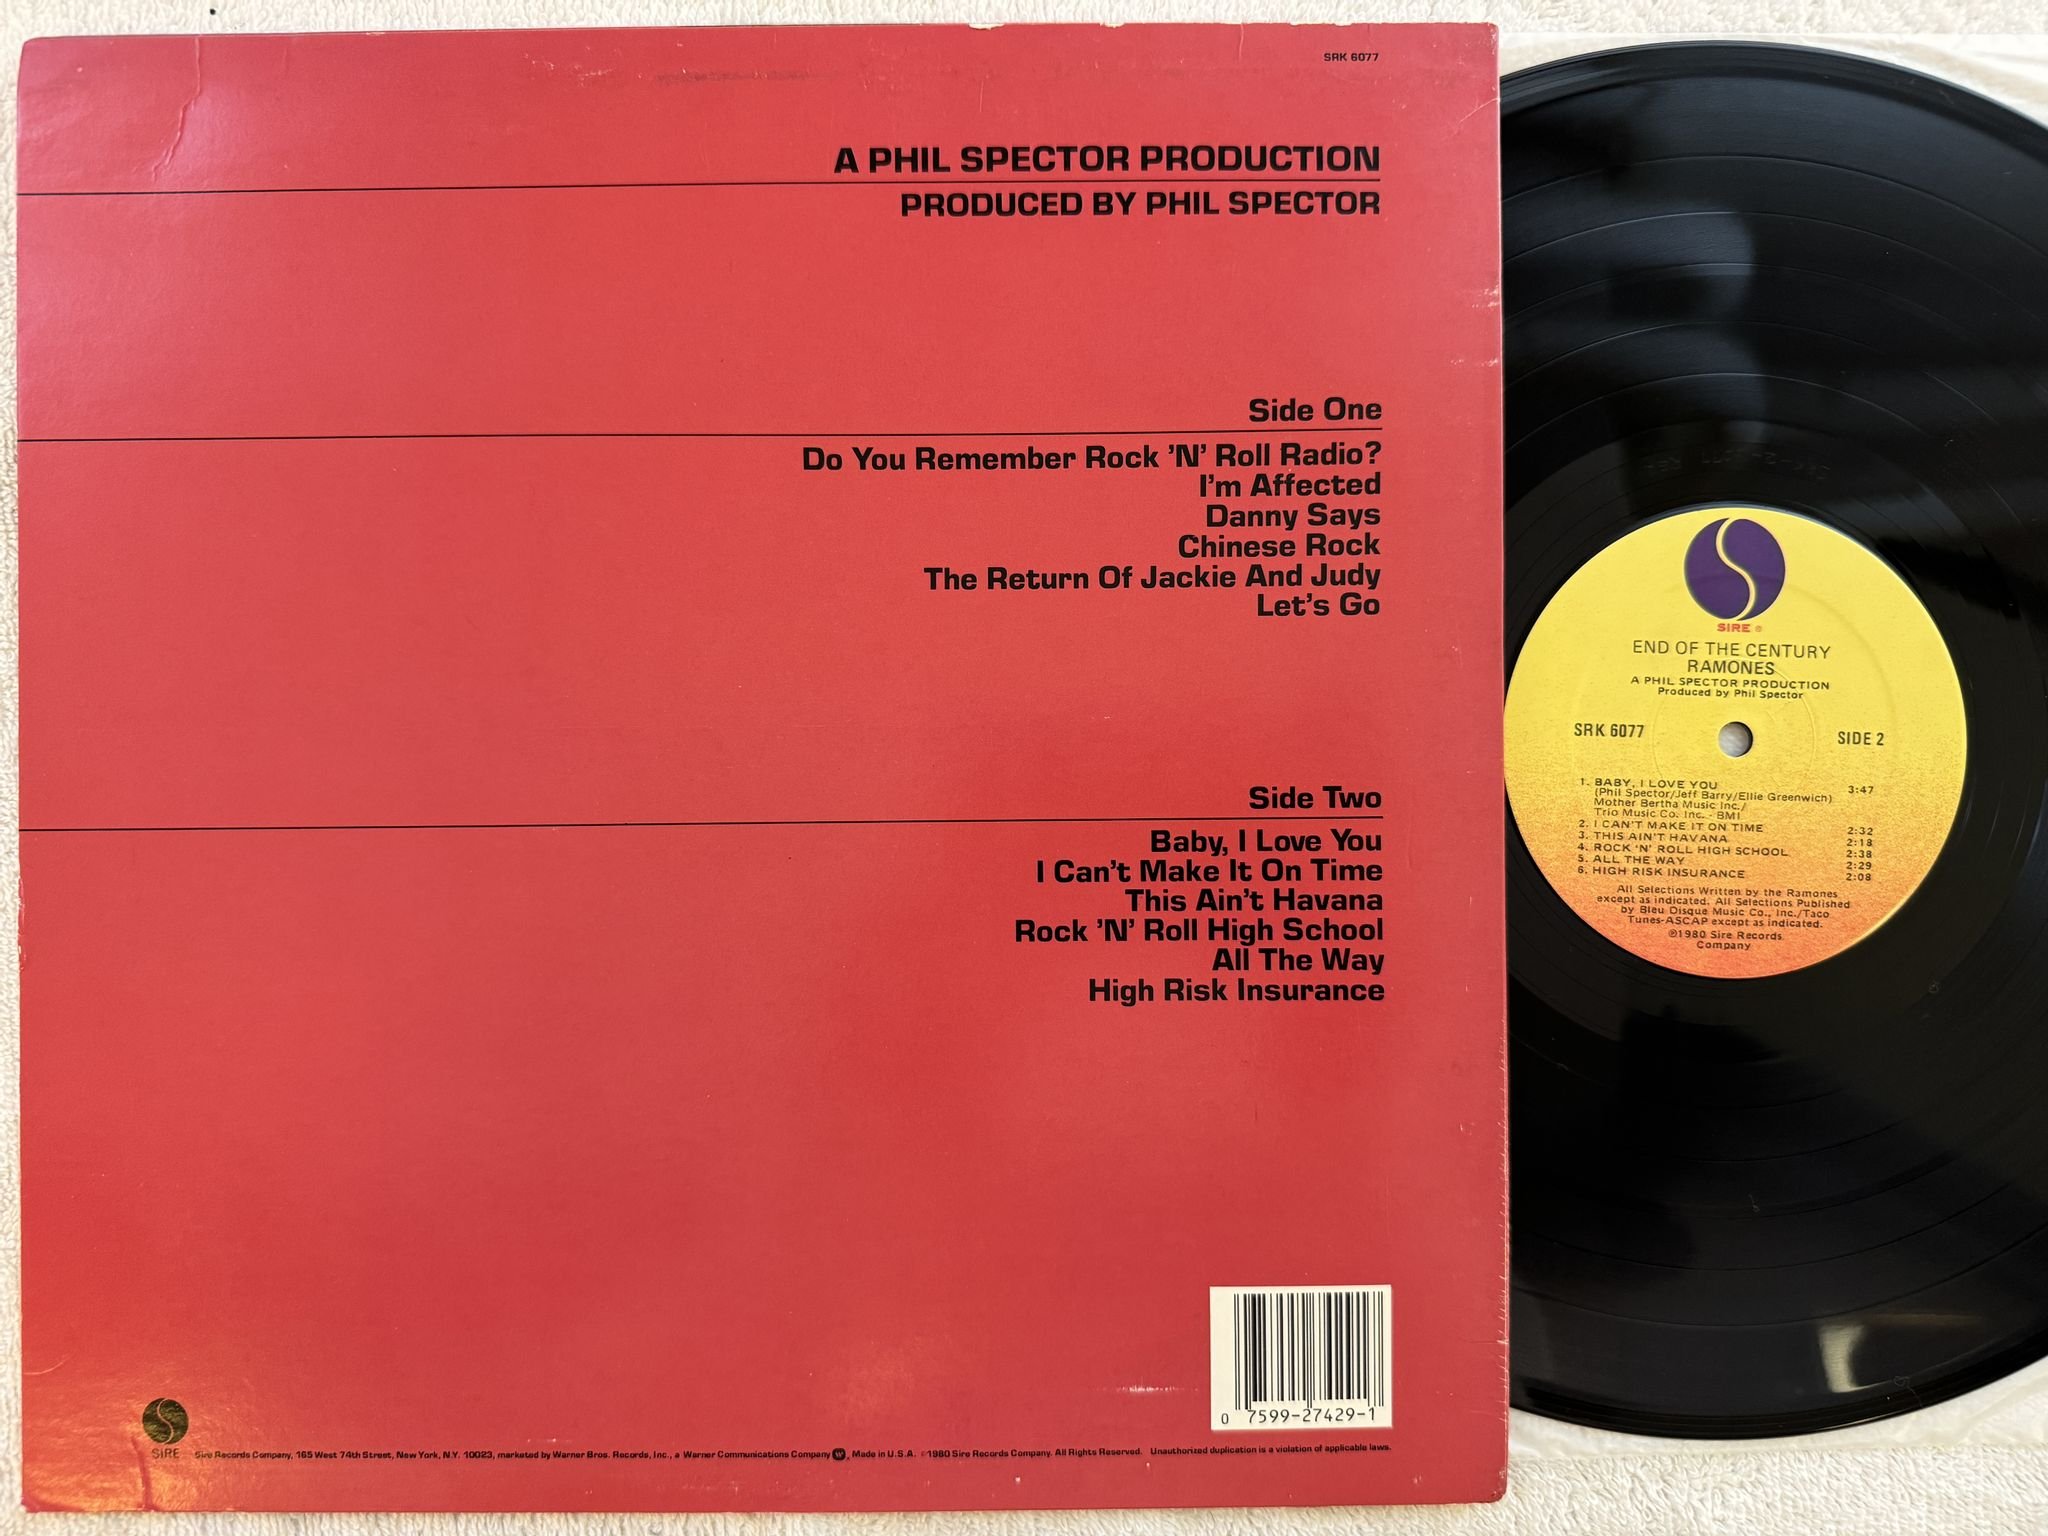 SRK 6077
A PHIL SPECTOR PRODUCTION
PRODUCED BY PHIL SPECTOR
Side One
Do You Remember Rock 'N' Roll Radio?
I'm Affected
Danny Says
Chinese Rock
The Return Of Jackie And Judy
Let's Go
Side Two
Baby, I Love You
I Can't Make It On Time
This Ain't Havana
Rock 'N' Roll High School
All The Way
High Risk Insurance
0 7599-27429-1
SIRE
Sire Records Company, 165 West 74th Street, New York, N.Y. 10023, marketed by Warner Bros. Records, Inc., a Warner Communications Company, Made in U.S.A. ©1980 Sire Records Company. All Rights Reserved. Unauthorized duplication is a violation of applicable laws.
SIRE ®
END OF THE CENTURY
RAMONES
A PHIL SPECTOR PRODUCTION
Produced by Phil Spector
SRK 6077
SIDE 2
1. BABY, I LOVE YOU 3:47
(Phil Spector/Jeff Barry/Ellie Greenwich)
Mother Bertha Music Inc./
Trio Music Co. Inc. - BMI
2. I CAN'T MAKE IT ON TIME 2:32
3. THIS AIN'T HAVANA 2:18
4. ROCK 'N' ROLL HIGH SCHOOL 2:38
5. ALL THE WAY 2:29
6. HIGH RISK INSURANCE 2:08
All Selections Written by the Ramones
except as indicated. All Selections Published
by Bleu Disque Music Co., Inc./Taco
Tunes-ASCAP except as indicated.
℗1980 Sire Records
Company